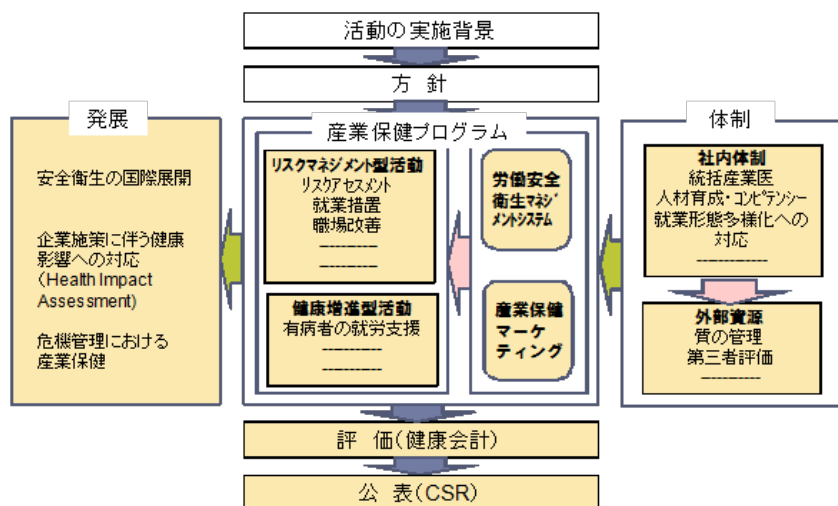 活動の実施背景
方 針
発展
安全衛生の国際展開
企業施策に伴う健康
影響への対応
(Health Impact
Assessment)
危機管理における
産業保健
産業保健プログラム
リスクマネジメント型活動
リスクアセスメント
就業措置
職場改善
----------
----------
健康増進型活動
有病者の就労支援
----------
----------
労働安全
衛生マネジ
メントシステム
産業保健
マーケ
ティング
体制
社内体制
統括産業医
人材育成・コンピテンシー
就業形態多様化への
対応
------------
外部資源
質の管理
第三者評価
------------
評 価(健康会計)
公 表(CSR)